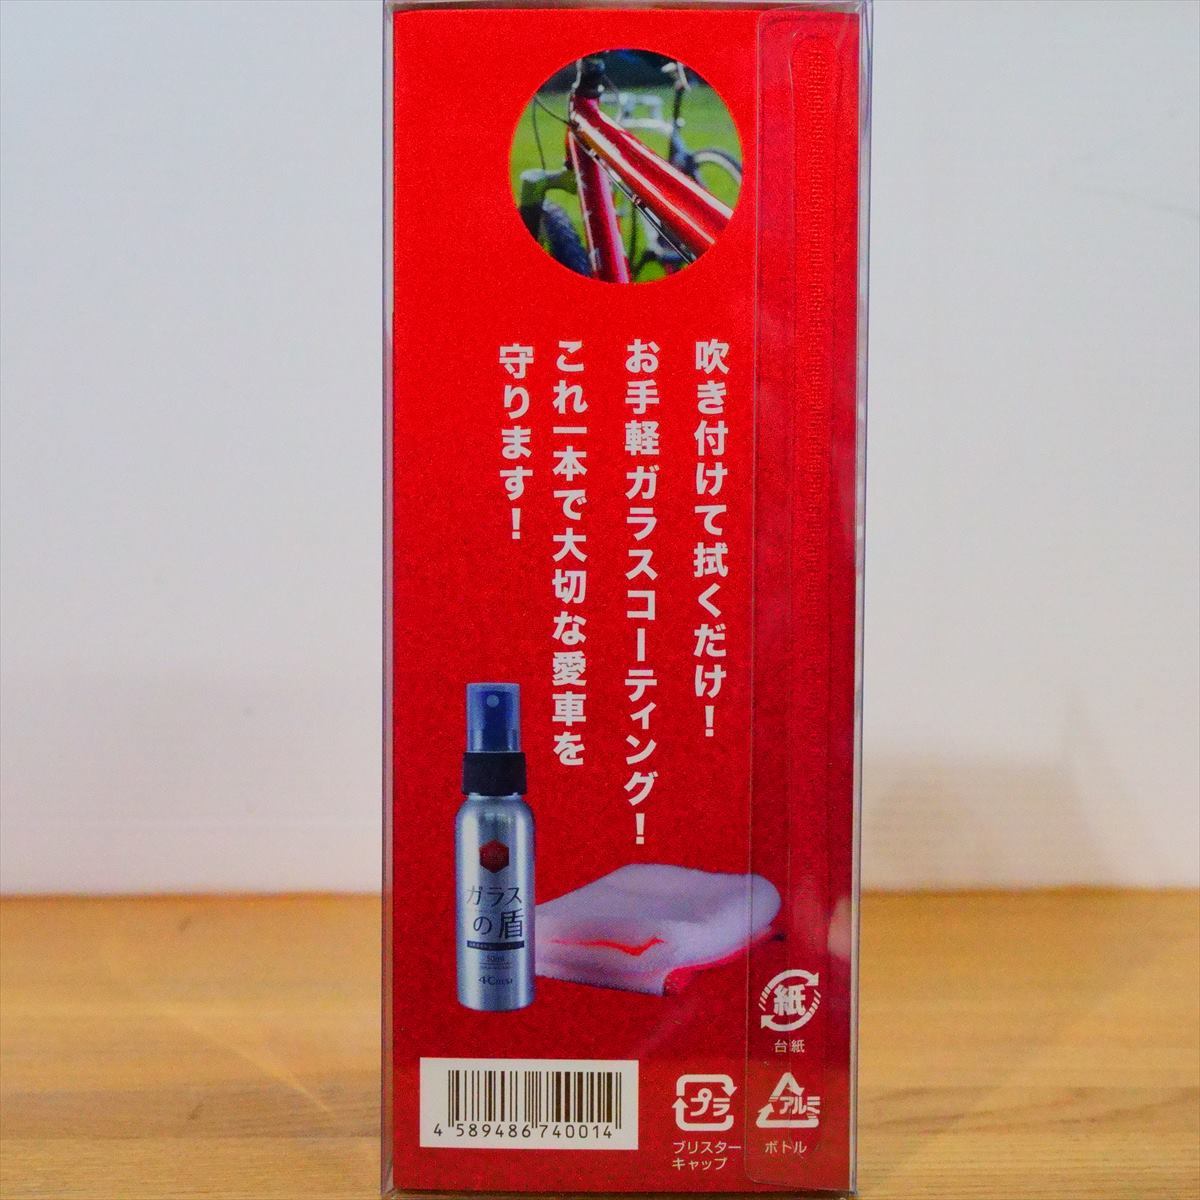 吹き付けて拭くだけ！
お手軽ガラスコーティング！
これ一本で大切な愛車を
守ります！
ガラス
の盾
50ml
紙
台紙
プラ
ブリスター
キャップ
アルミ
ボトル
4 589486 740014